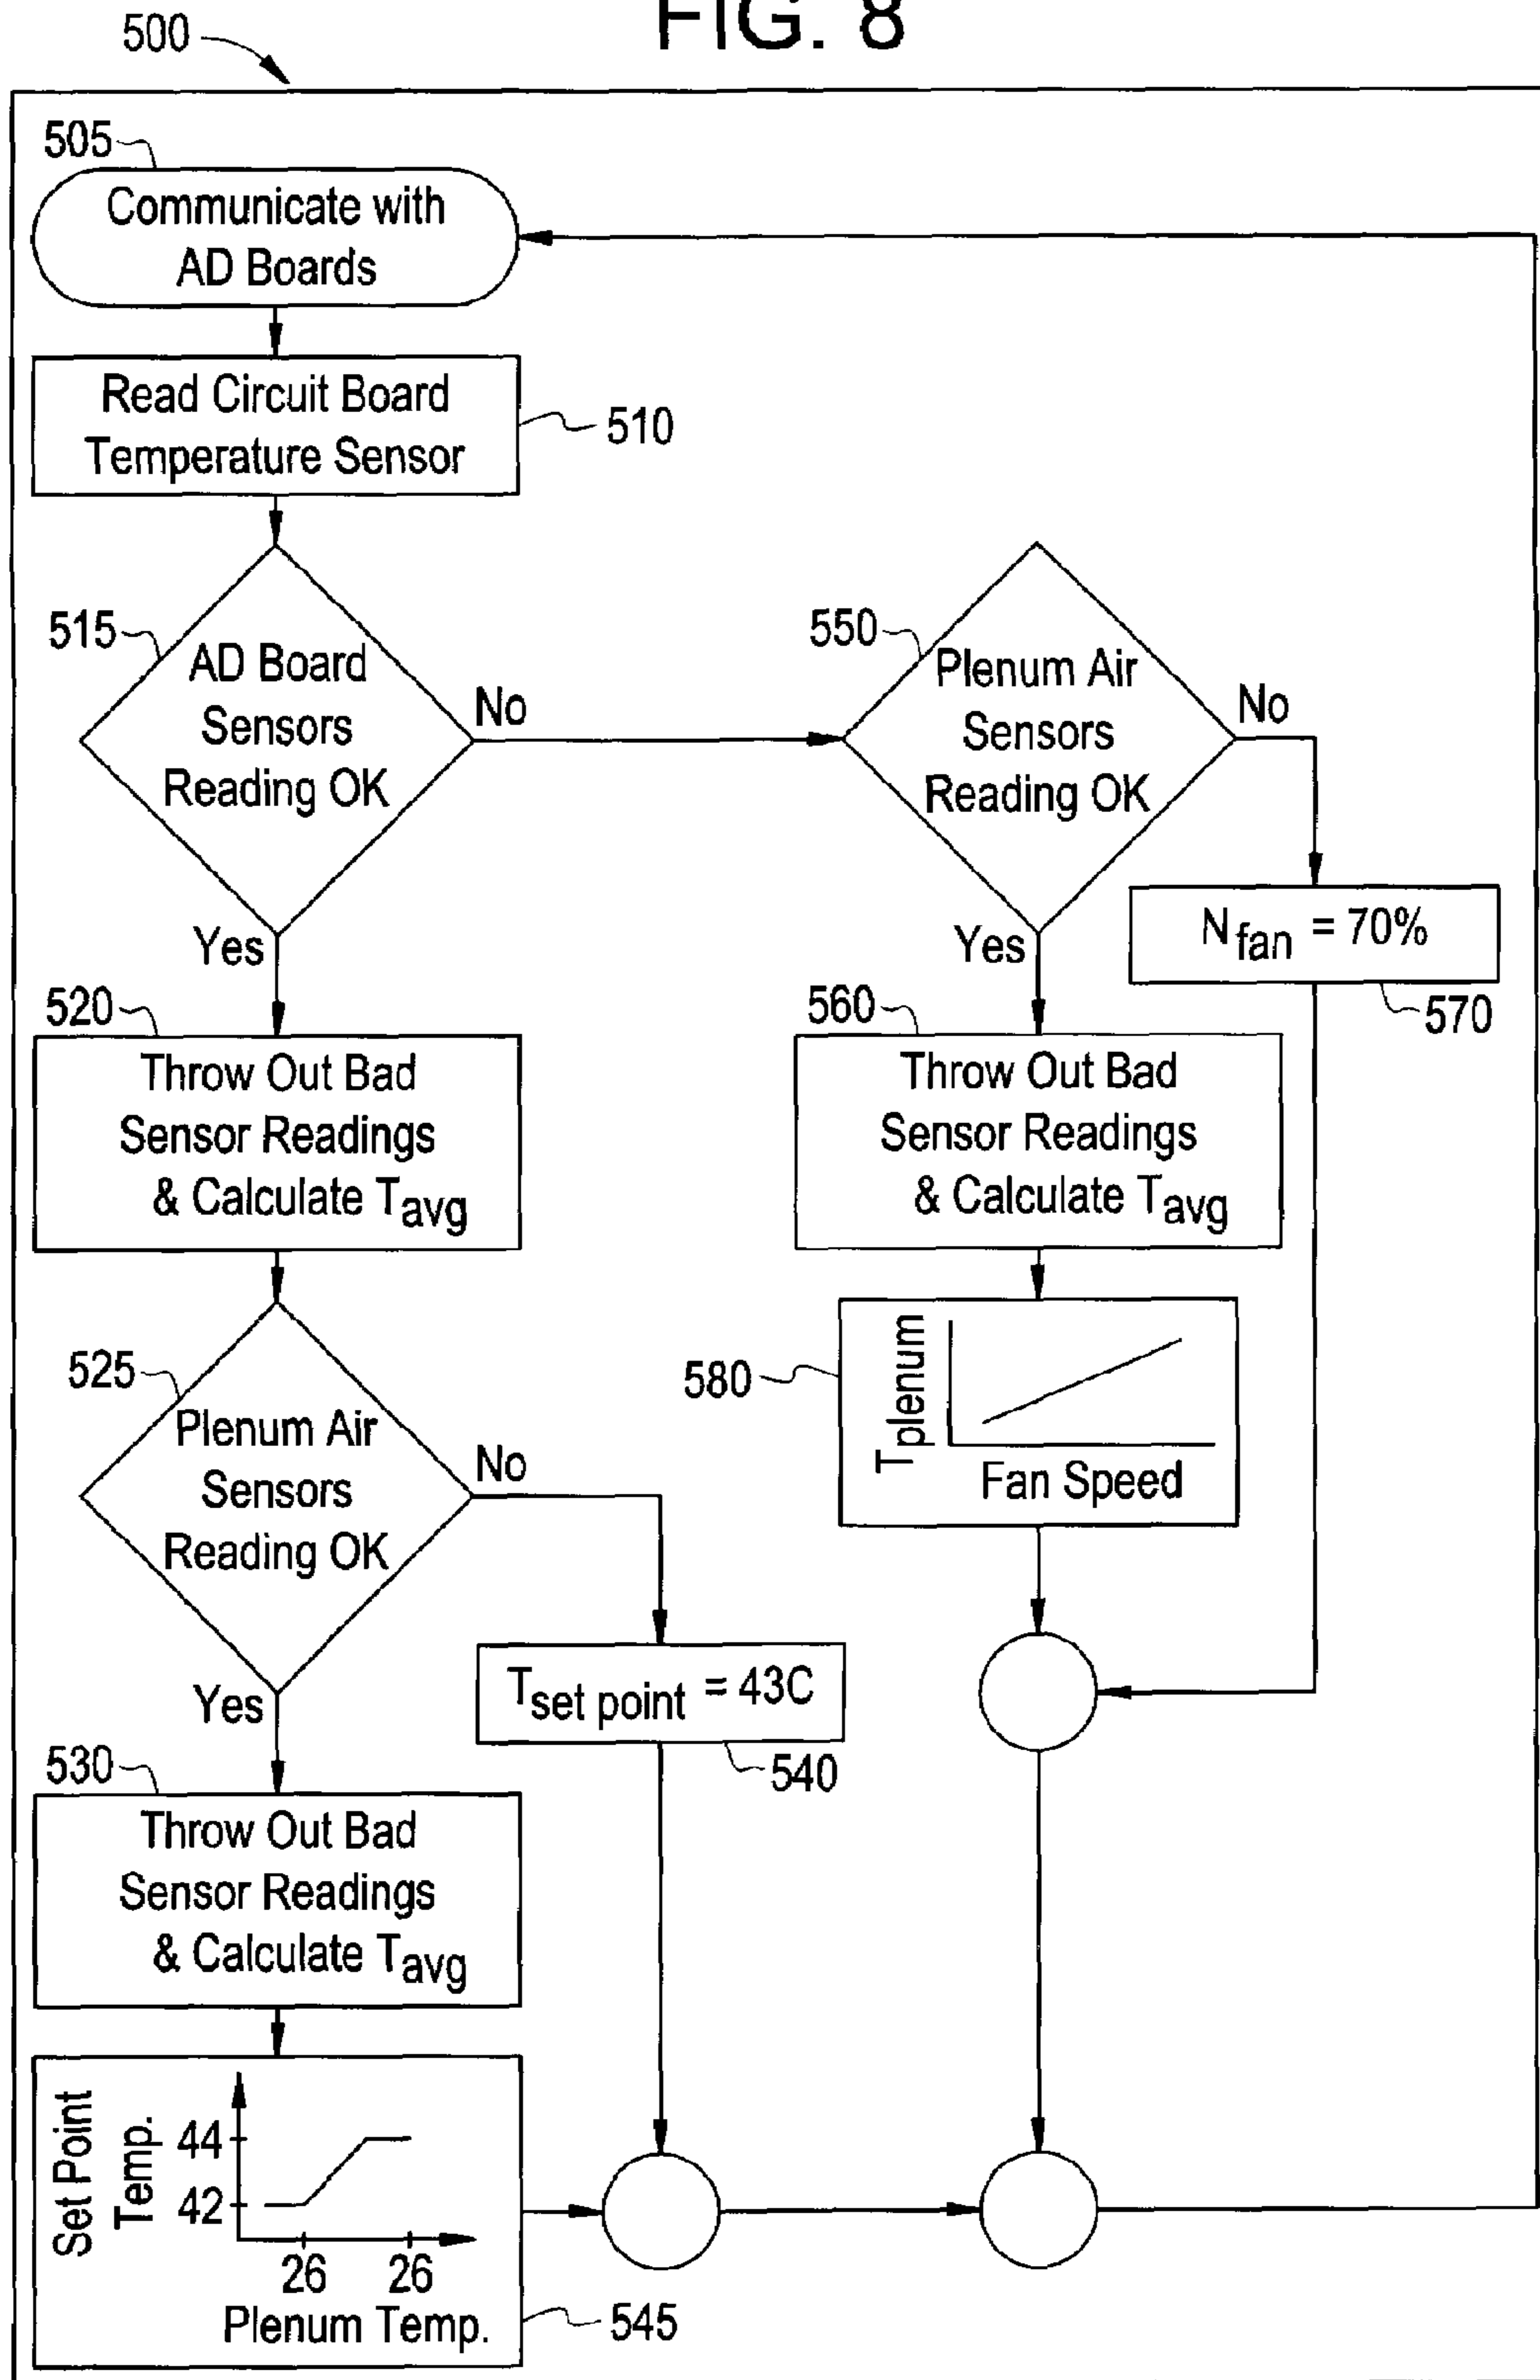 FIG. 8
500
505
Communicate with
AD Boards
Read Circuit Board
Temperature Sensor
510
515
AD Board
Sensors
Reading OK
No
Yes
550
Plenum Air
Sensors
Reading OK
No
Yes
N fan = 70%
570
520
Throw Out Bad
Sensor Readings
& Calculate Tavg
560
Throw Out Bad
Sensor Readings
& Calculate Tavg
525
Plenum Air
Sensors
Reading OK
No
Yes
580
Tplenum
Fan Speed
Tset point = 43C
540
530
Throw Out Bad
Sensor Readings
& Calculate Tavg
Set Point
Temp.
44
42
26 26
Plenum Temp.
545